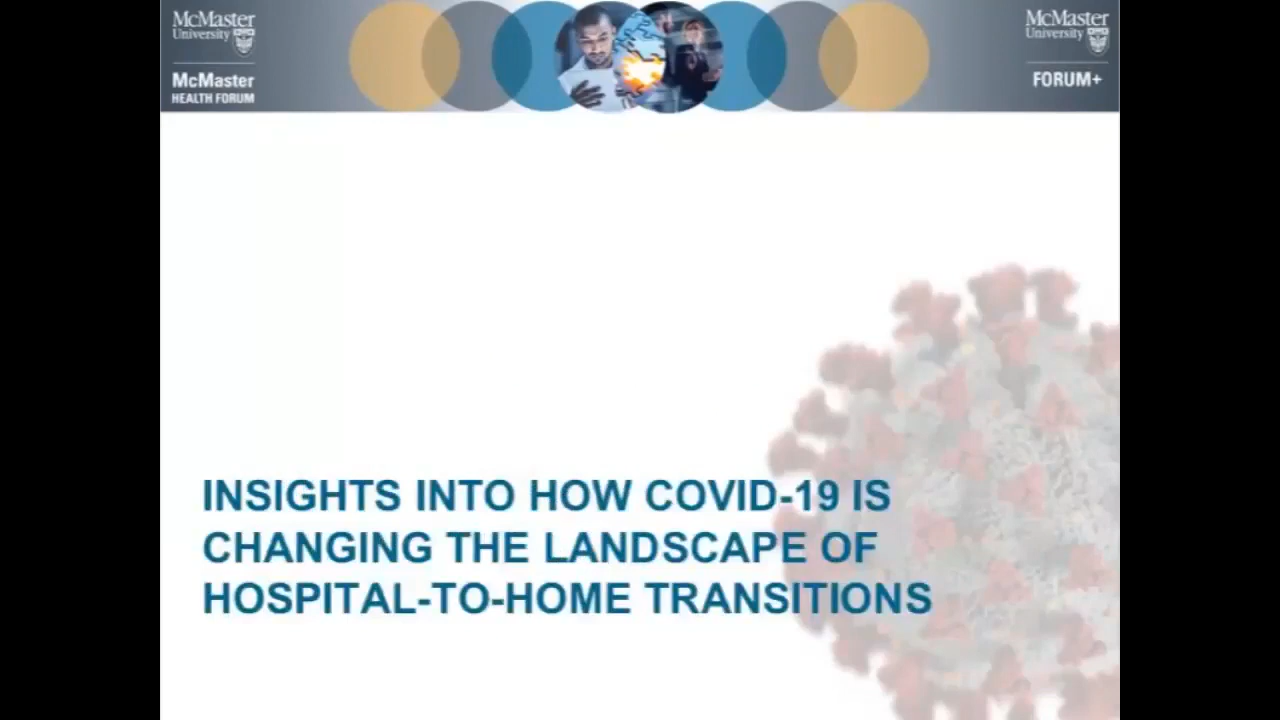 McMaster
University
McMaster
HEALTH FORUM
McMaster
University
FORUM+
INSIGHTS INTO HOW COVID-19 IS
CHANGING THE LANDSCAPE OF
HOSPITAL-TO-HOME TRANSITIONS